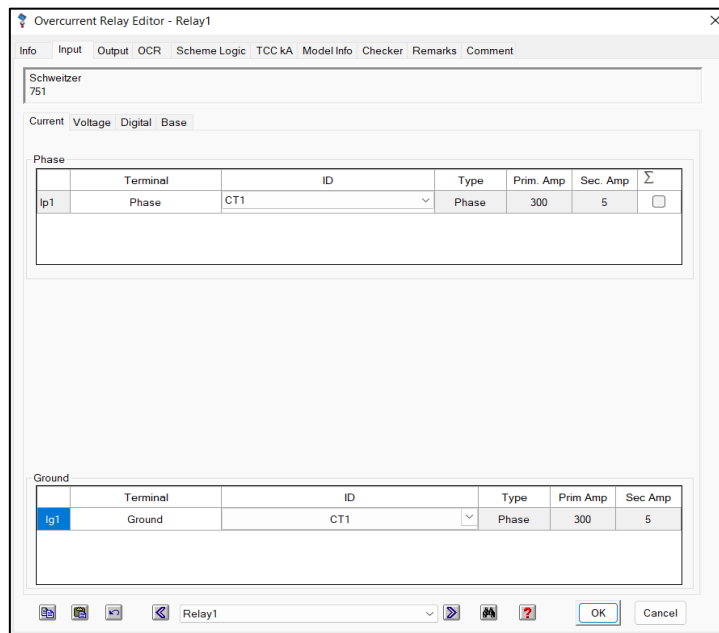 Overcurrent Relay Editor - Relay1
Info Input Output OCR Scheme Logic TCC kA Model Info Checker Remarks Comment
Schweitzer
751
Current Voltage Digital Base
Phase
Terminal ID Type Prim. Amp Sec. Amp Σ
Ip1 Phase CT1 Phase 300 5
Ground
Terminal ID Type Prim Amp Sec Amp
Ig1 Ground CT1 Phase 300 5
Relay1 ? OK Cancel